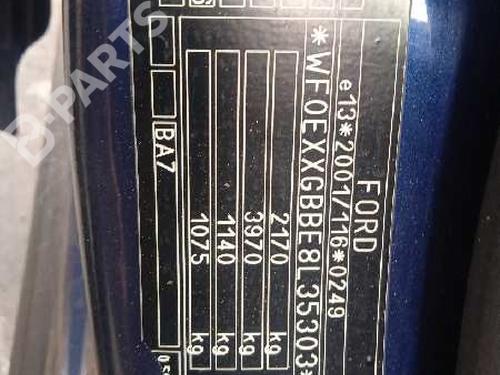 FORD
e13*2001/116*0249
*WF0EXXGBBE8L35303*
2170 kg
3970 kg
1140 kg
1075 kg
BA7
B-PARTS